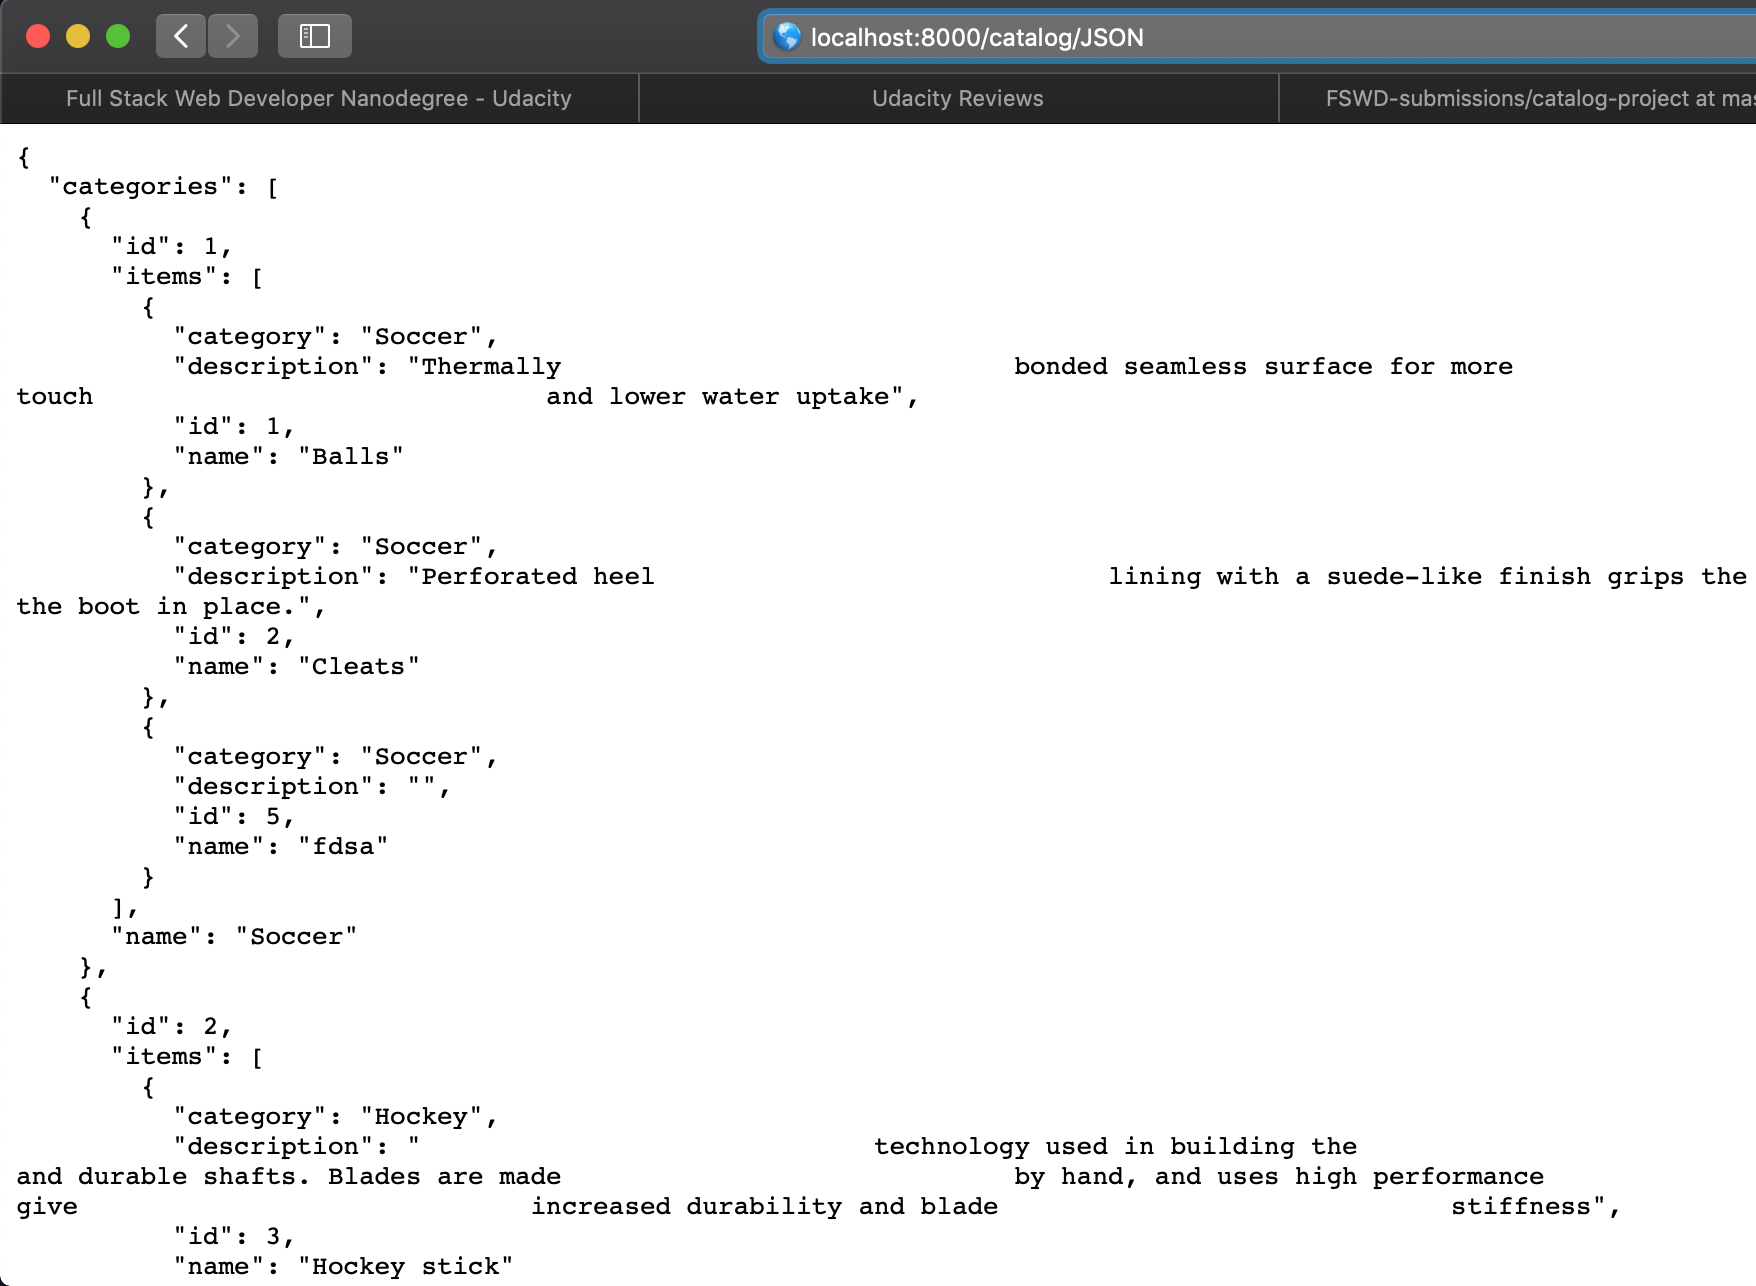 localhost:8000/catalog/JSON
Full Stack Web Developer Nanodegree - Udacity
Udacity Reviews
FSWD-submissions/catalog-project at mas
{
  "categories": [
    {
      "id": 1,
      "items": [
        {
          "category": "Soccer",
          "description": "Thermally                             bonded seamless surface for more
touch                             and lower water uptake",
          "id": 1,
          "name": "Balls"
        },
        {
          "category": "Soccer",
          "description": "Perforated heel                             lining with a suede-like finish grips the
the boot in place.",
          "id": 2,
          "name": "Cleats"
        },
        {
          "category": "Soccer",
          "description": "",
          "id": 5,
          "name": "fdsa"
        }
      ],
      "name": "Soccer"
    },
    {
      "id": 2,
      "items": [
        {
          "category": "Hockey",
          "description": "                             technology used in building the
and durable shafts. Blades are made                             by hand, and uses high performance
give                             increased durability and blade                             stiffness",
          "id": 3,
          "name": "Hockey stick"